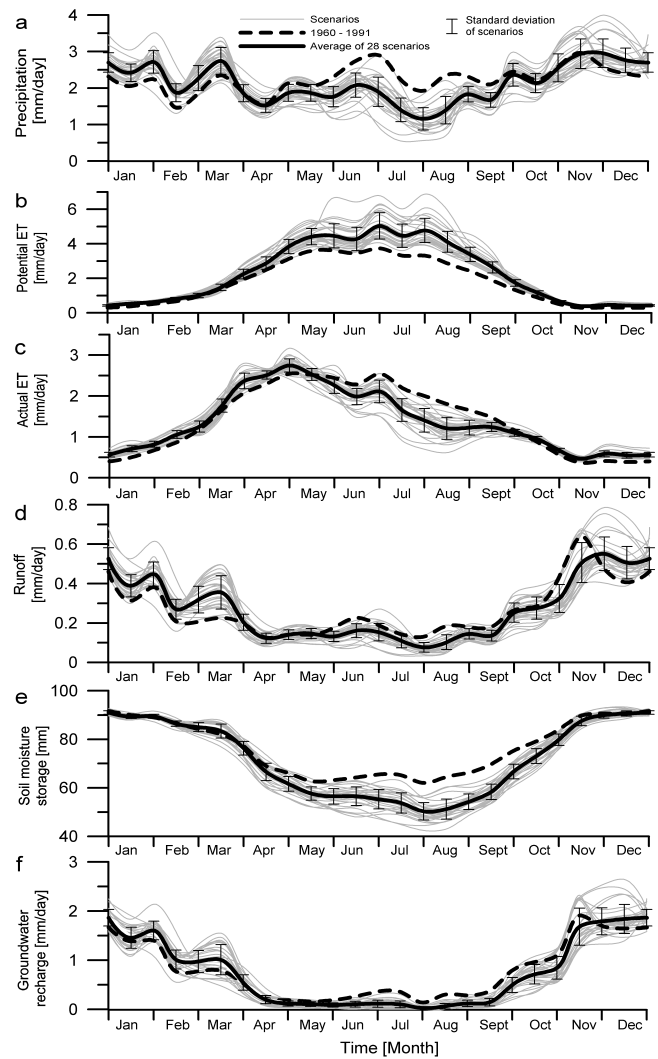 a
Scenarios
1960 - 1991
Average of 28 scenarios
Standard deviation
of scenarios
Precipitation
[mm/day]
4
3
2
1
0
Jan Feb Mar Apr May Jun Jul Aug Sept Oct Nov Dec
b
Potential ET
[mm/day]
6
4
2
0
Jan Feb Mar Apr May Jun Jul Aug Sept Oct Nov Dec
c
Actual ET
[mm/day]
3
2
1
0
Jan Feb Mar Apr May Jun Jul Aug Sept Oct Nov Dec
d
Runoff
[mm/day]
0.8
0.6
0.4
0.2
0
Jan Feb Mar Apr May Jun Jul Aug Sept Oct Nov Dec
e
Soil moisture
storage [mm]
100
80
60
40
Jan Feb Mar Apr May Jun Jul Aug Sept Oct Nov Dec
f
Groundwater
recharge [mm/day]
3
2
1
0
Jan Feb Mar Apr May Jun Jul Aug Sept Oct Nov Dec
Time [Month]